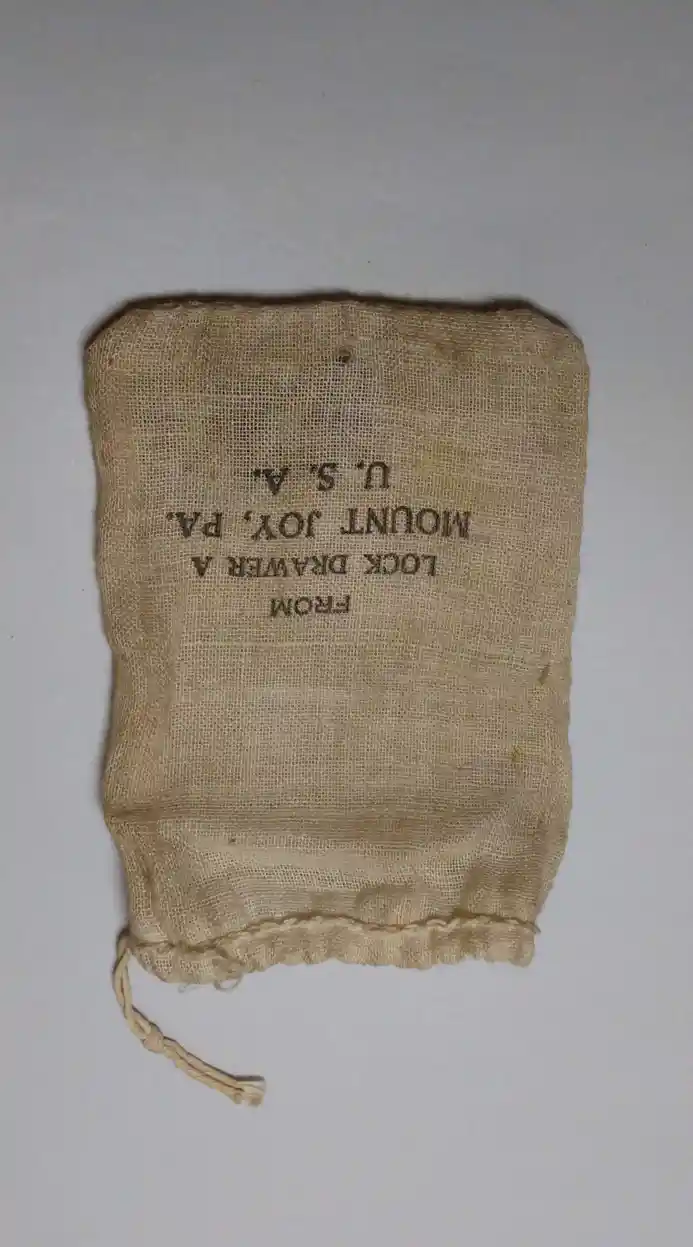 FROM
LOCK DRAWER A
MOUNT JOY, PA.
U. S. A.